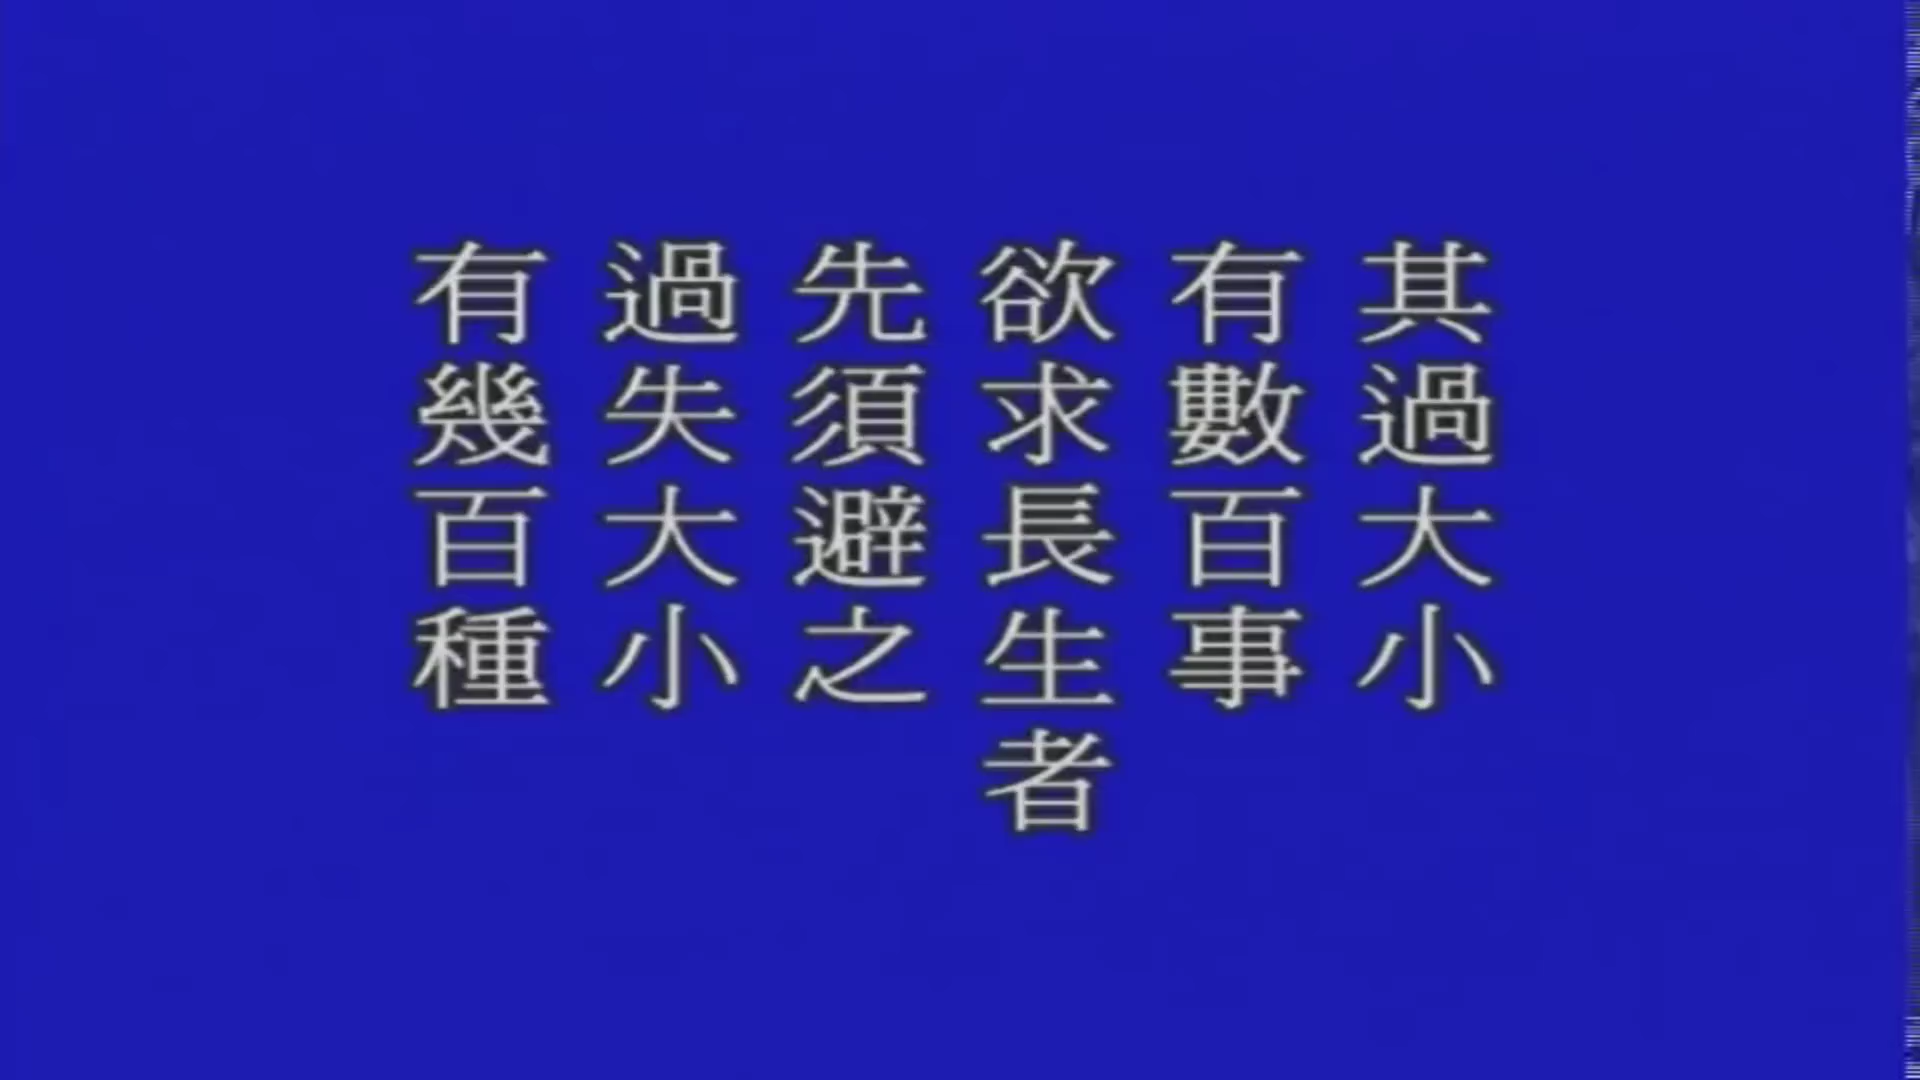 其過大小
有數百事
欲求長生者
先須避之
過失大小
有幾百種